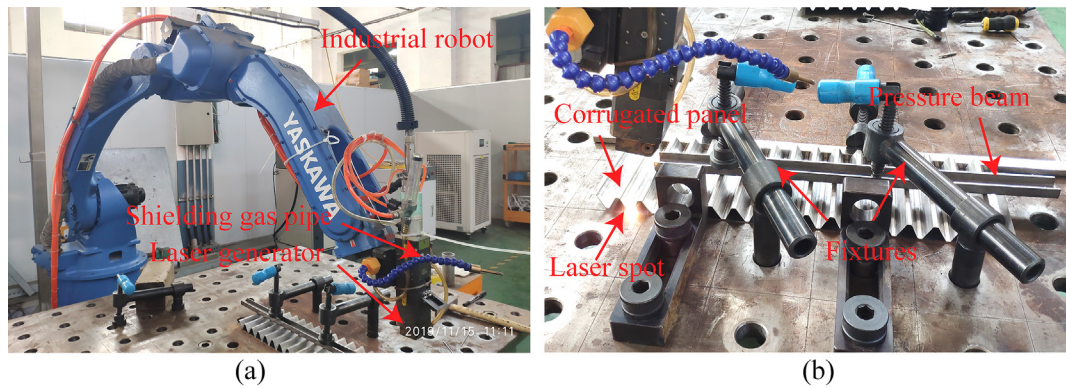 Industrial robot
YASKAWA
Shielding gas pipe
Laser generator
2019/11/15 11:11
(a)
Corrugated panel
Pressure beam
Laser spot
Fixtures
(b)